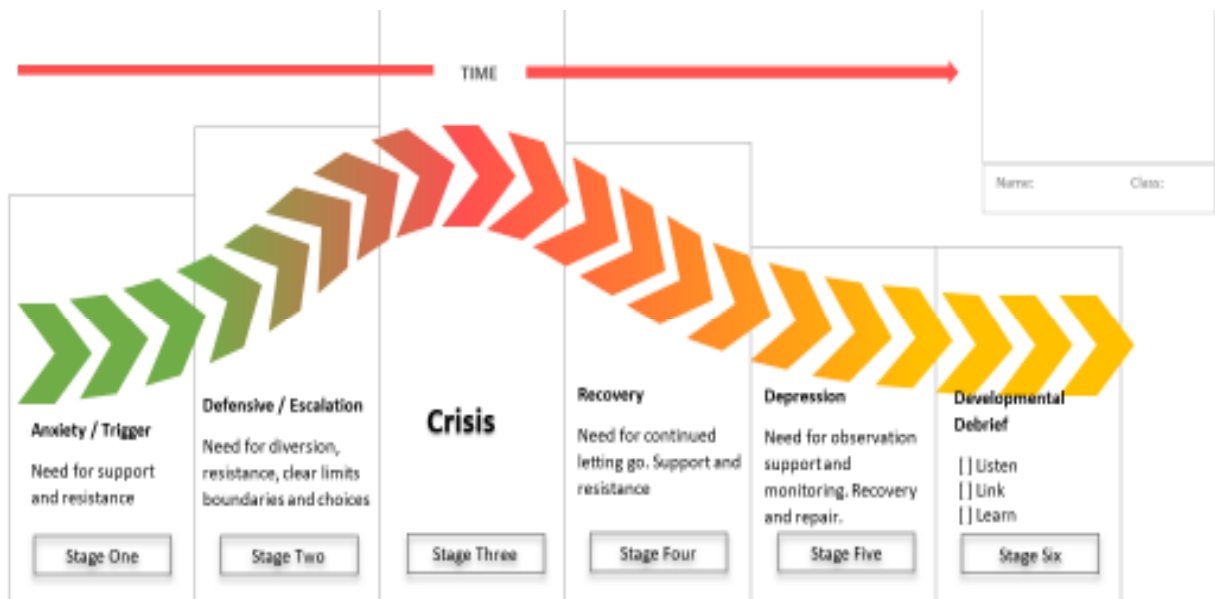 TIME
Name: Class:
Anxiety / Trigger
Need for support
and resistance
Stage One
Defensive / Escalation
Need for diversion,
resistance, clear limits
boundaries and choices
Stage Two
Crisis
Stage Three
Recovery
Need for continued
letting go. Support and
resistance
Stage Four
Depression
Need for observation
support and
monitoring. Recovery
and repair.
Stage Five
Developmental
Debrief
[ ] Listen
[ ] Link
[ ] Learn
Stage Six